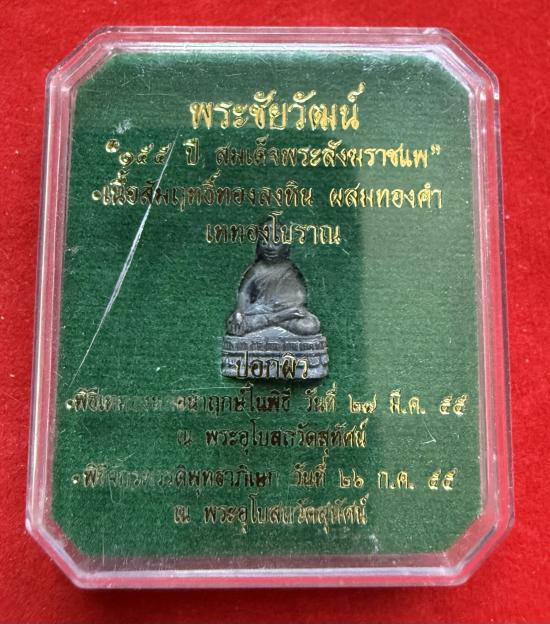 พระชัยวัฒน์
"๑๕๕ ปี สมเด็จพระสังฆราชแพ"
เนื้อสัมฤทธิ์ทองลงหิน ผสมทองคำ
เททองโบราณ
ปอกผิว
ฤกษ์ในพิธี วันที่ ๒๗ มี.ค. ๕๕
ณ พระอุโบสถวัดสุทัศน์
พุทธาภิเษก วันที่ ๒๖ ก.ค. ๕๕
ณ พระอุโบสถวัดสุทัศน์